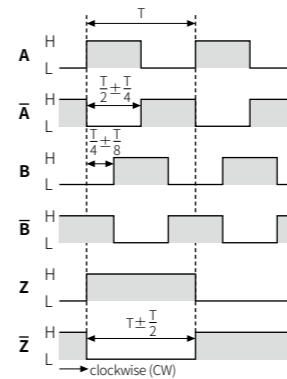 T
A H
L
A̅ H
L
T/2 ± T/4
T/4 ± T/8
B H
L
B̅ H
L
Z H
L
T ± T/2
Z̅ H
L
clockwise (CW)